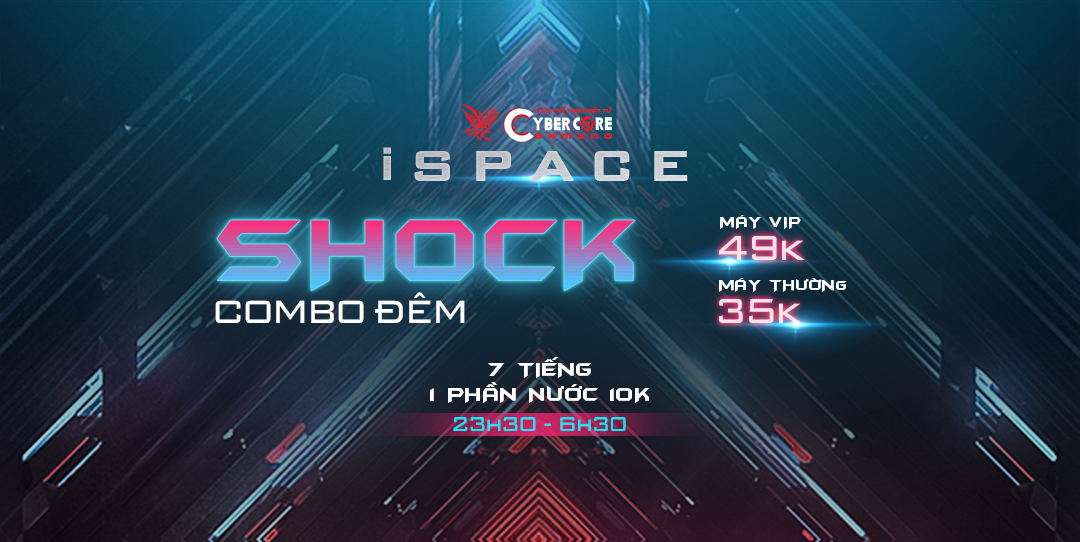 CYBERCORE
GAMING
iSPACE
SHOCK
COMBO ĐÊM
MÁY VIP
49K
MÁY THƯỜNG
35K
7 TIẾNG
1 PHẦN NƯỚC 10K
23H30 - 6H30